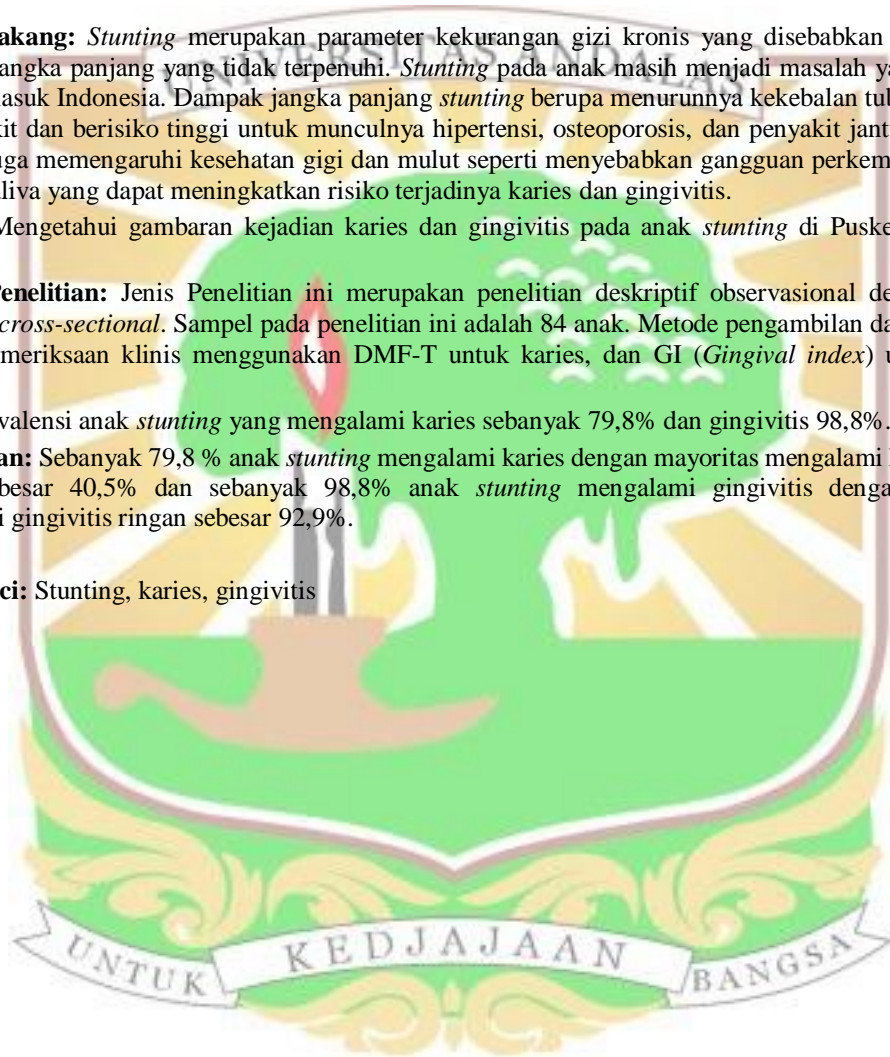 akang: Stunting merupakan parameter kekurangan gizi kronis yang disebabkan
angka panjang yang tidak terpenuhi. Stunting pada anak masih menjadi masalah ya
UNIVERSITAS ANDALAS
asuk Indonesia. Dampak jangka panjang stunting berupa menurunnya kekebalan tub
kit dan berisiko tinggi untuk munculnya hipertensi, osteoporosis, dan penyakit jant
uga memengaruhi kesehatan gigi dan mulut seperti menyebabkan gangguan perkem
liva yang dapat meningkatkan risiko terjadinya karies dan gingivitis.
Mengetahui gambaran kejadian karies dan gingivitis pada anak stunting di Puske
Penelitian: Jenis Penelitian ini merupakan penelitian deskriptif observasional de
cross-sectional. Sampel pada penelitian ini adalah 84 anak. Metode pengambilan da
meriksaan klinis menggunakan DMF-T untuk karies, dan GI (Gingival index) u
valensi anak stunting yang mengalami karies sebanyak 79,8% dan gingivitis 98,8%.
an: Sebanyak 79,8 % anak stunting mengalami karies dengan mayoritas mengalami
besar 40,5% dan sebanyak 98,8% anak stunting mengalami gingivitis denga
i gingivitis ringan sebesar 92,9%.
ci: Stunting, karies, gingivitis
UNTUK KEDJAJAAN BANGSA